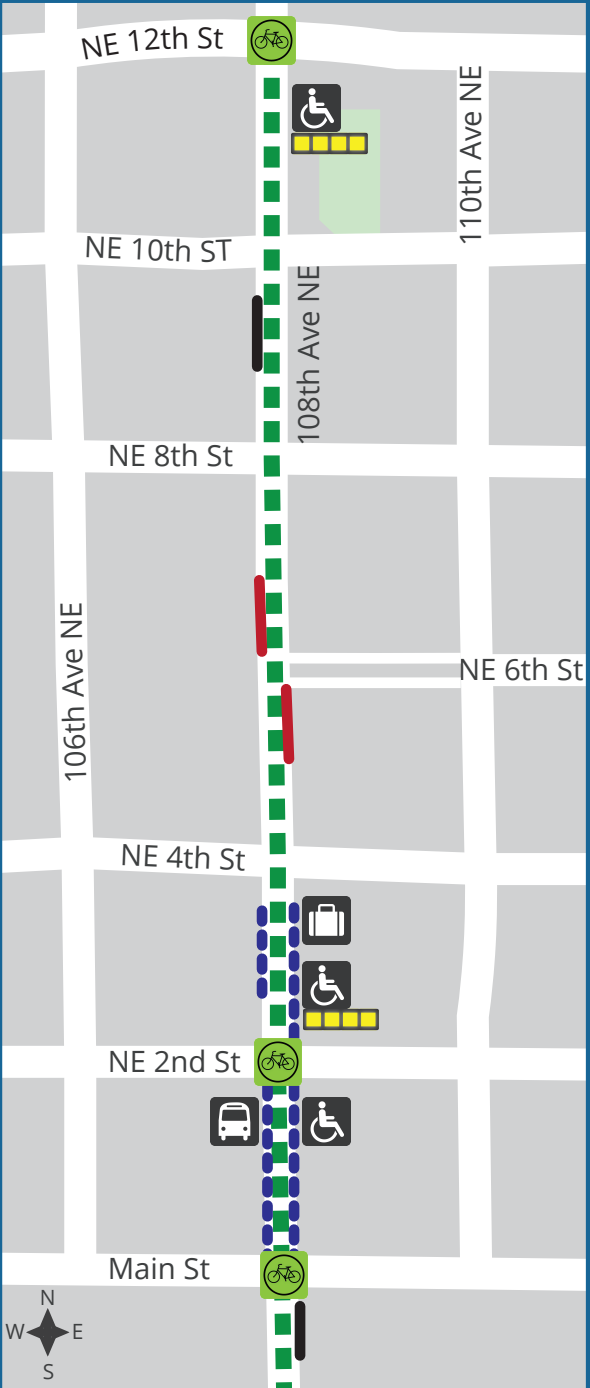 NE 12th St
110th Ave NE
NE 10th ST
108th Ave NE
NE 8th St
106th Ave NE
NE 6th St
NE 4th St
NE 2nd St
Main St
N
W
E
S